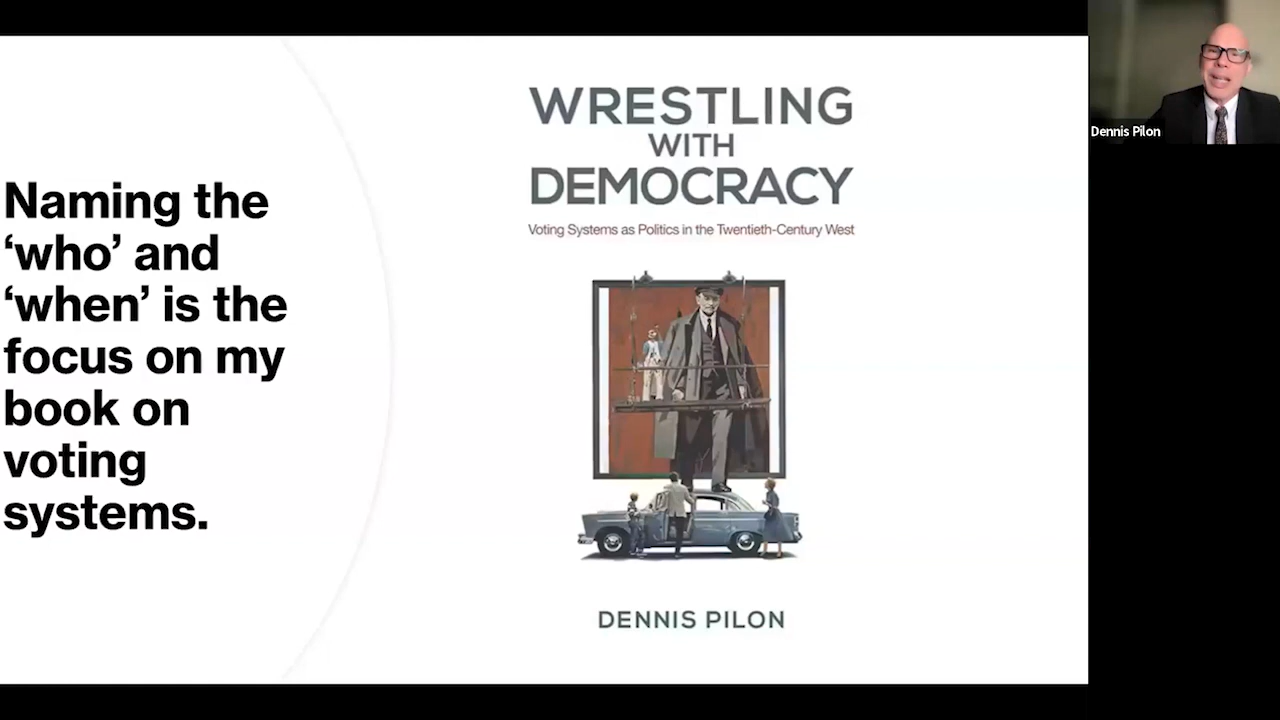 Naming the
‘who’ and
‘when’ is the
focus on my
book on
voting
systems.
WRESTLING
WITH
DEMOCRACY
Voting Systems as Politics in the Twentieth-Century West
DENNIS PILON
Dennis Pilon